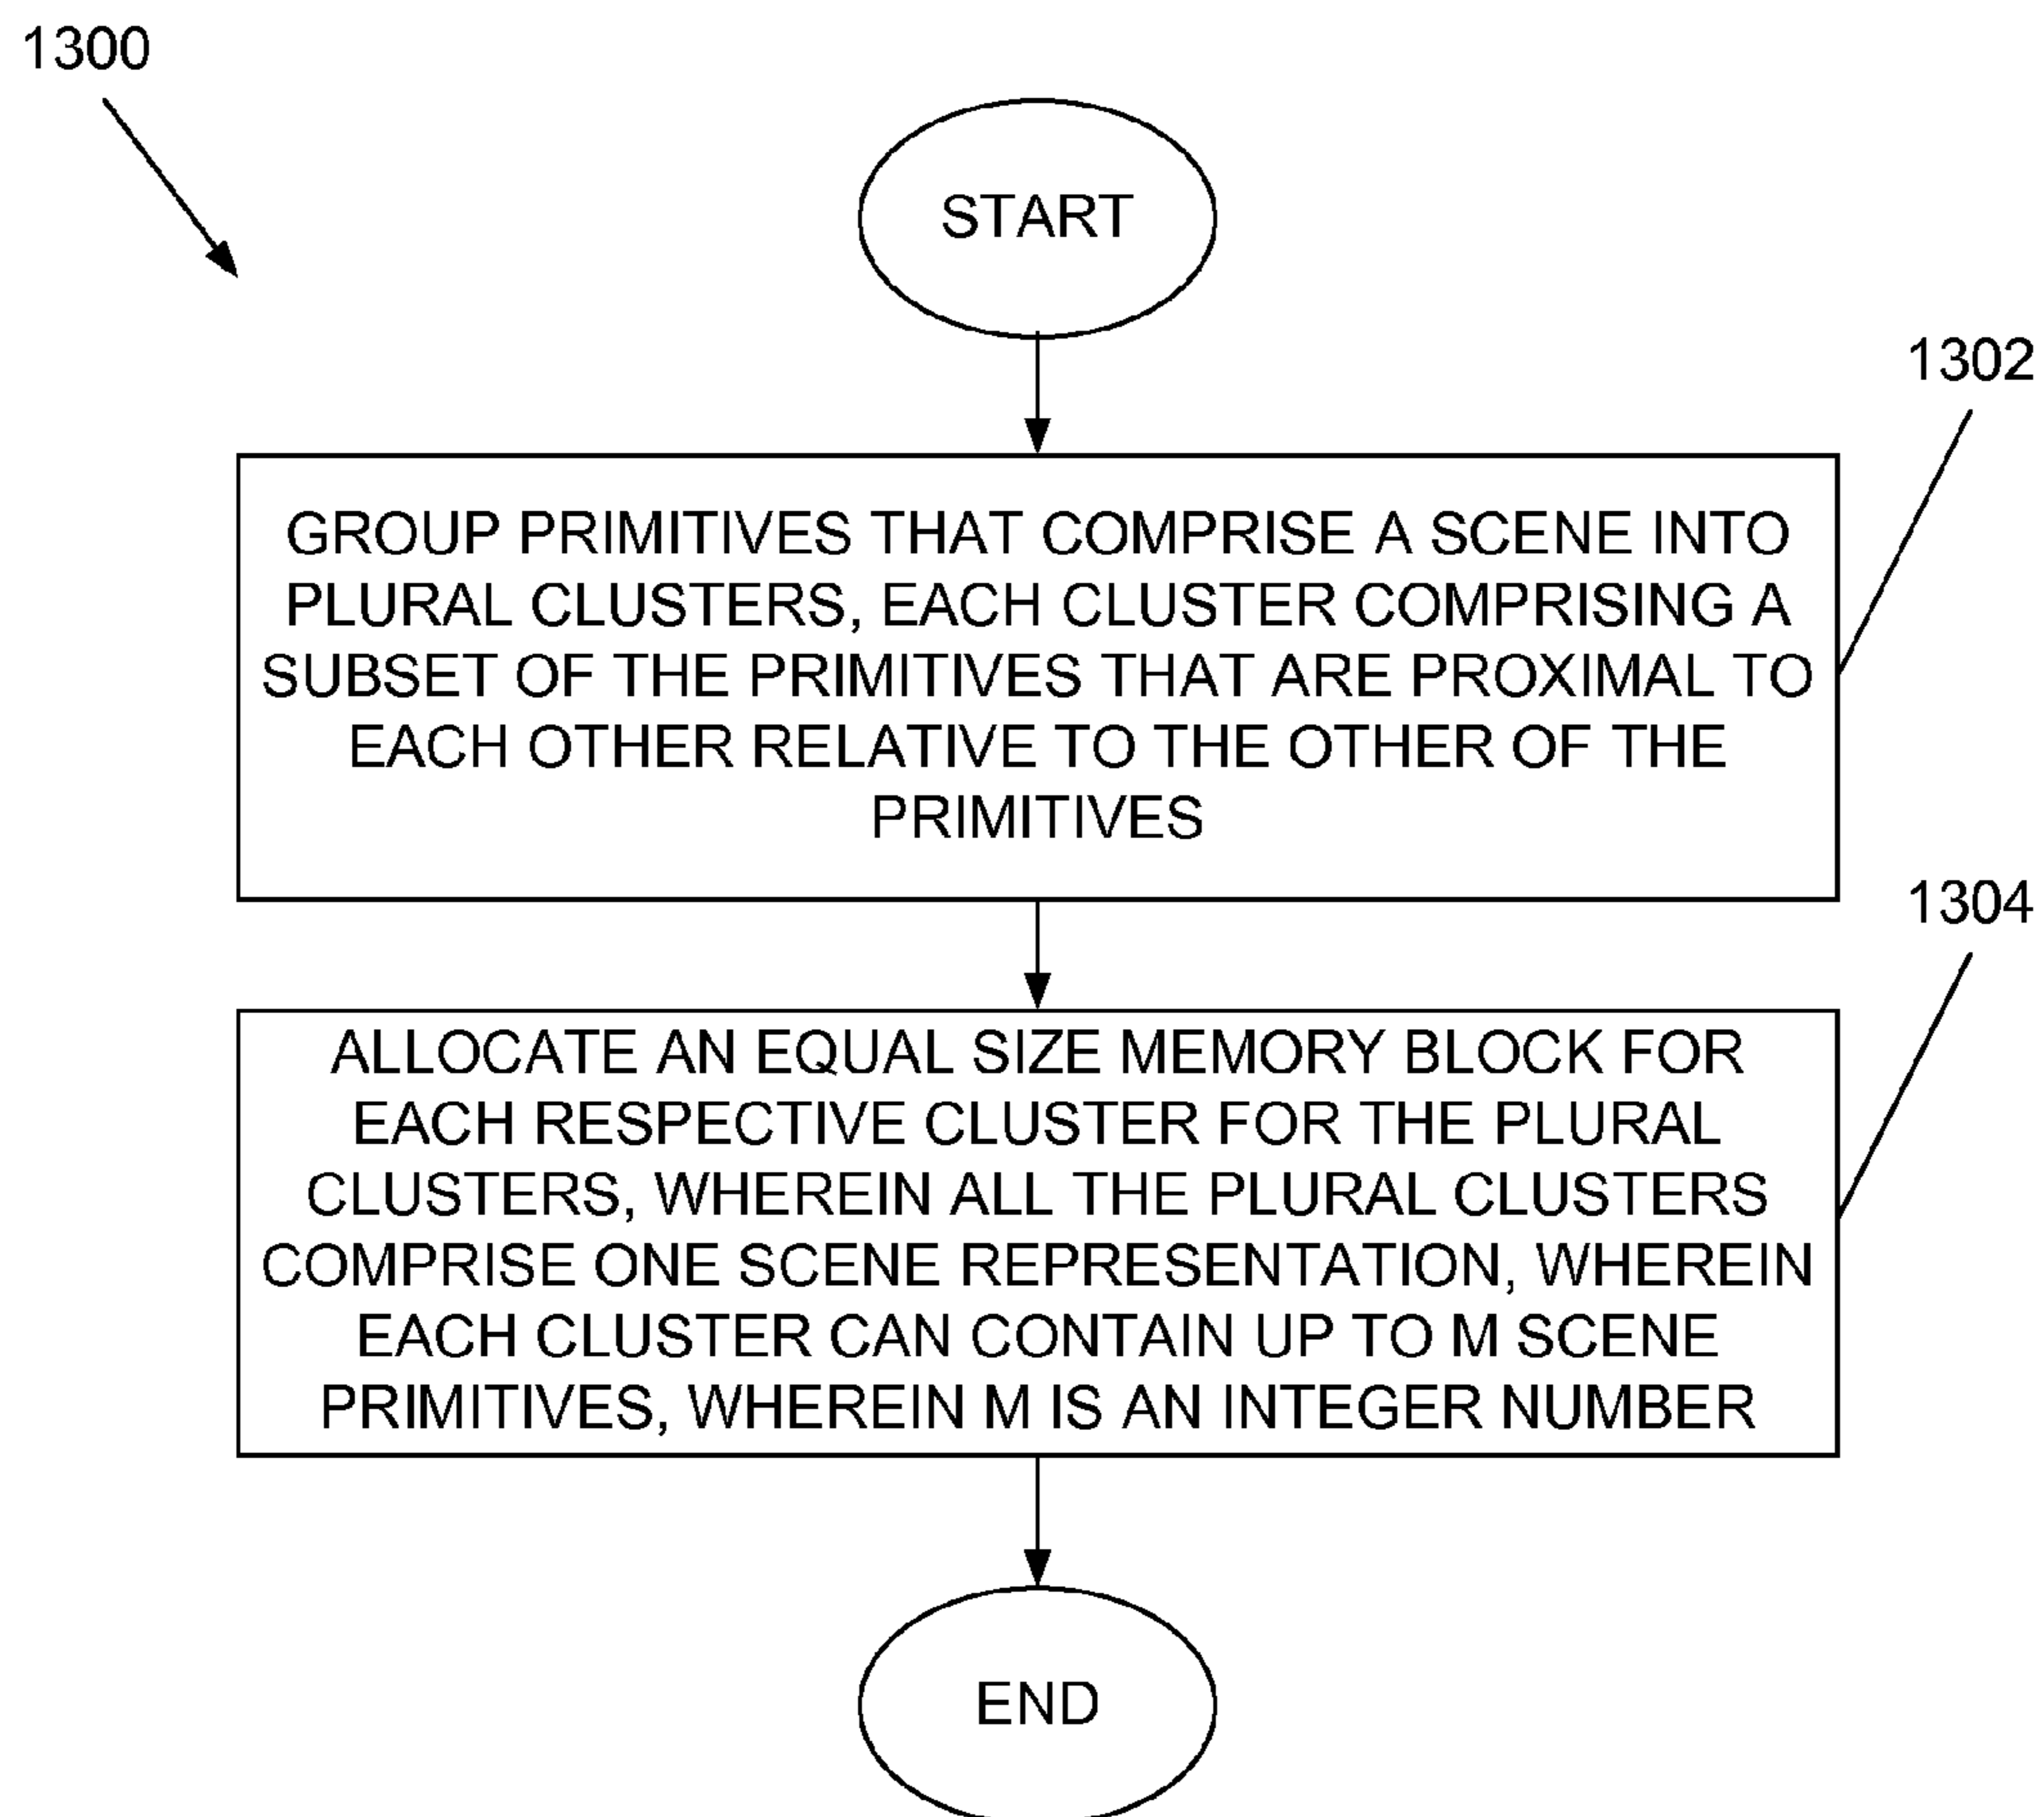 1300
START
1302
GROUP PRIMITIVES THAT COMPRISE A SCENE INTO
PLURAL CLUSTERS, EACH CLUSTER COMPRISING A
SUBSET OF THE PRIMITIVES THAT ARE PROXIMAL TO
EACH OTHER RELATIVE TO THE OTHER OF THE
PRIMITIVES
1304
ALLOCATE AN EQUAL SIZE MEMORY BLOCK FOR
EACH RESPECTIVE CLUSTER FOR THE PLURAL
CLUSTERS, WHEREIN ALL THE PLURAL CLUSTERS
COMPRISE ONE SCENE REPRESENTATION, WHEREIN
EACH CLUSTER CAN CONTAIN UP TO M SCENE
PRIMITIVES, WHEREIN M IS AN INTEGER NUMBER
END